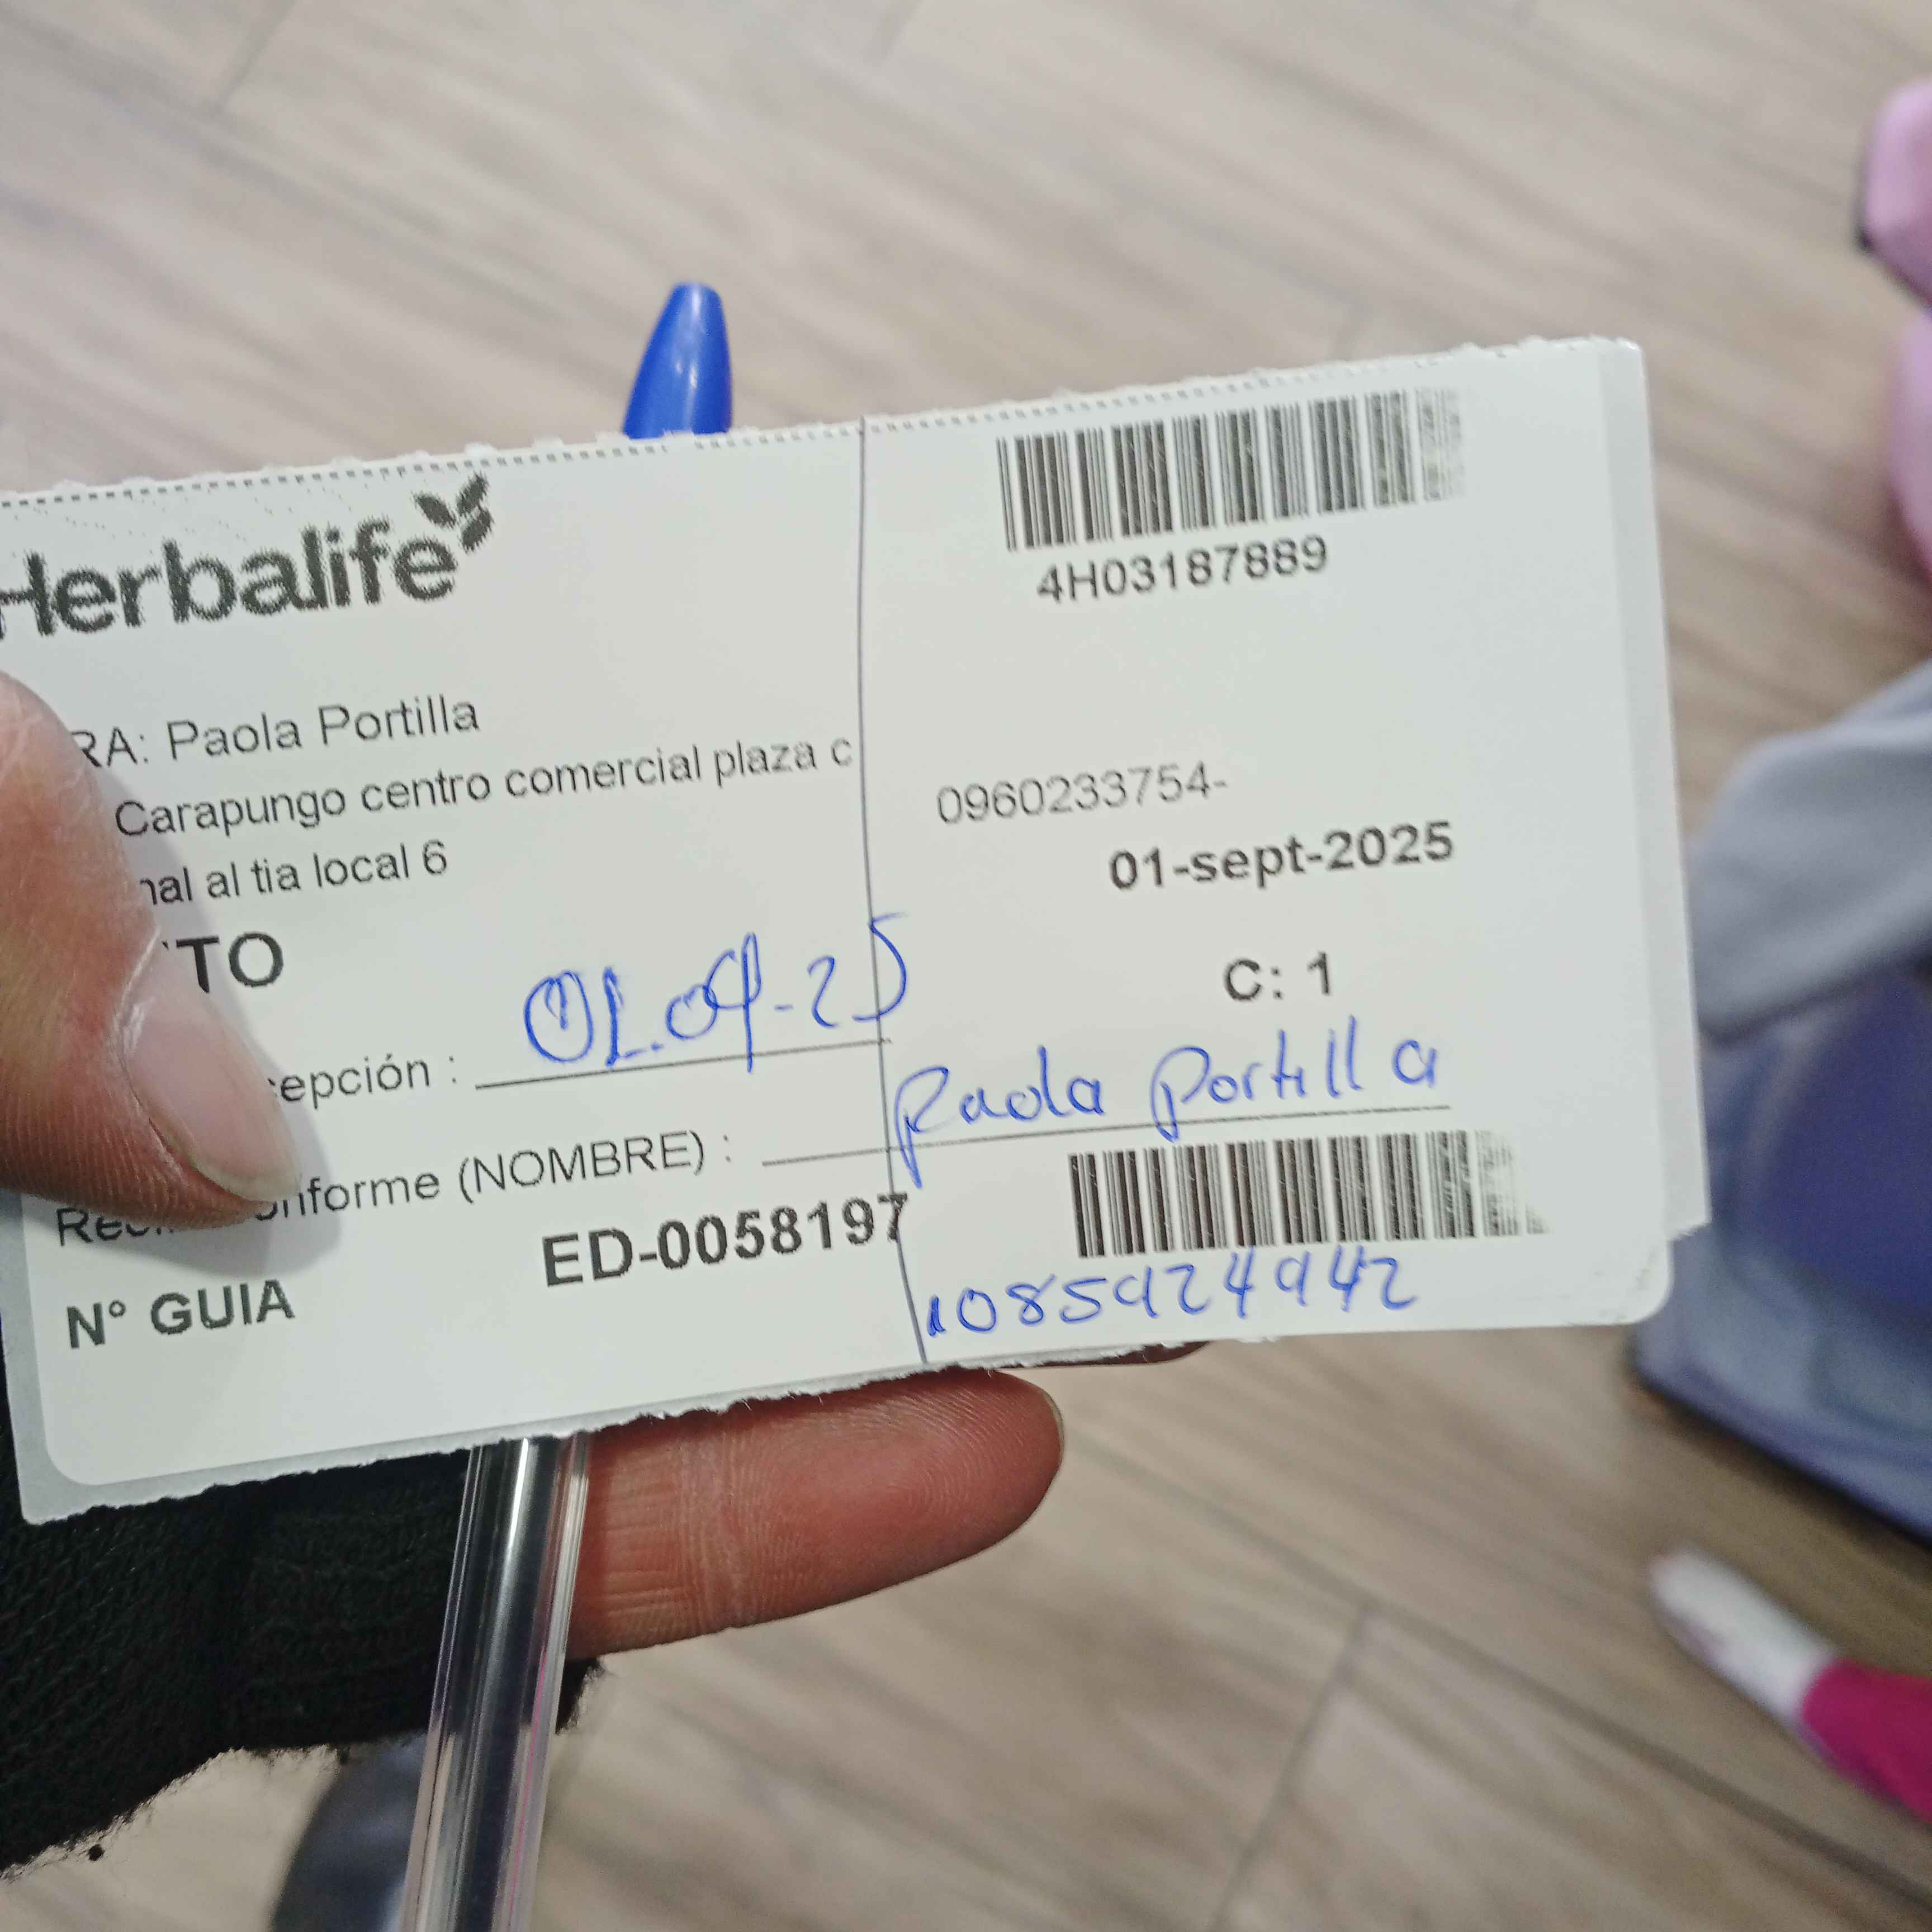 Herbalife
4H03187889
RA: Paola Portilla
Carapungo centro comercial plaza c
0960233754-
nal al tia local 6
01-sept-2025
TO
C: 1
cepción : 01-09-25
onforme (NOMBRE) : Paola Portilla
N° GUIA ED-0058197
1085924942